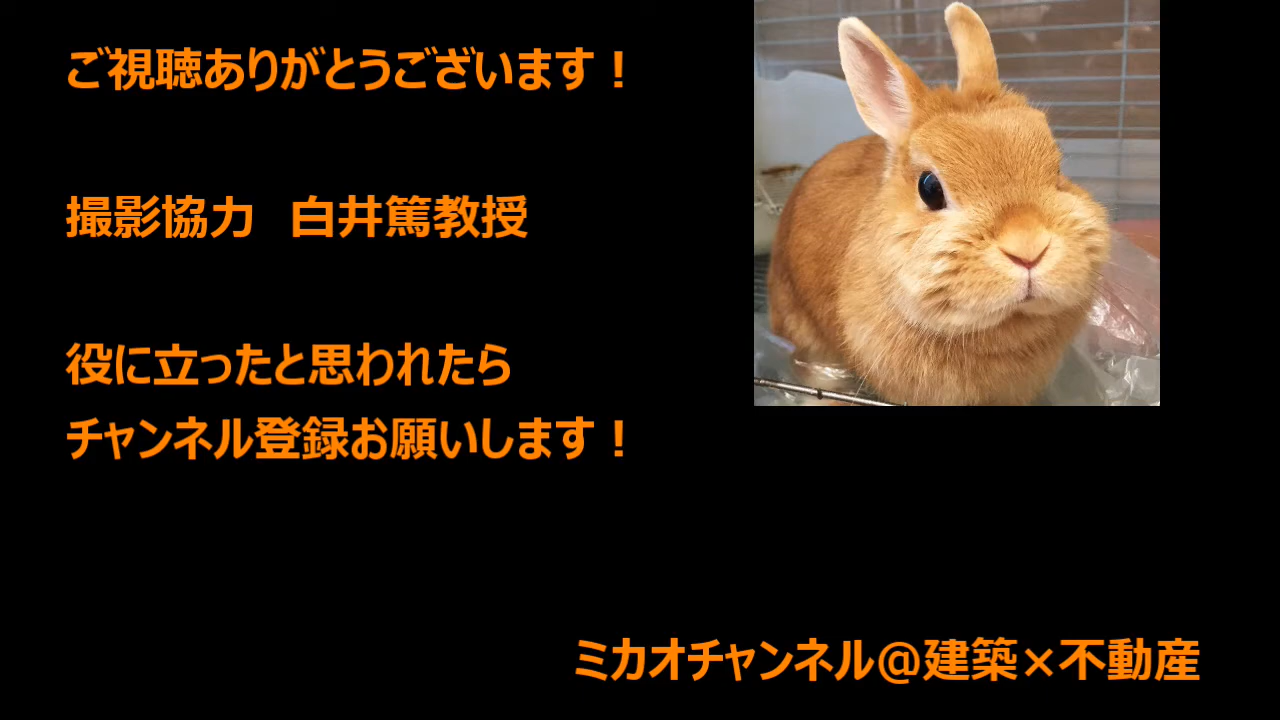 ご視聴ありがとうございます！
撮影協力　白井篤教授
役に立ったと思われたら
チャンネル登録お願いします！
ミカオチャンネル@建築×不動産